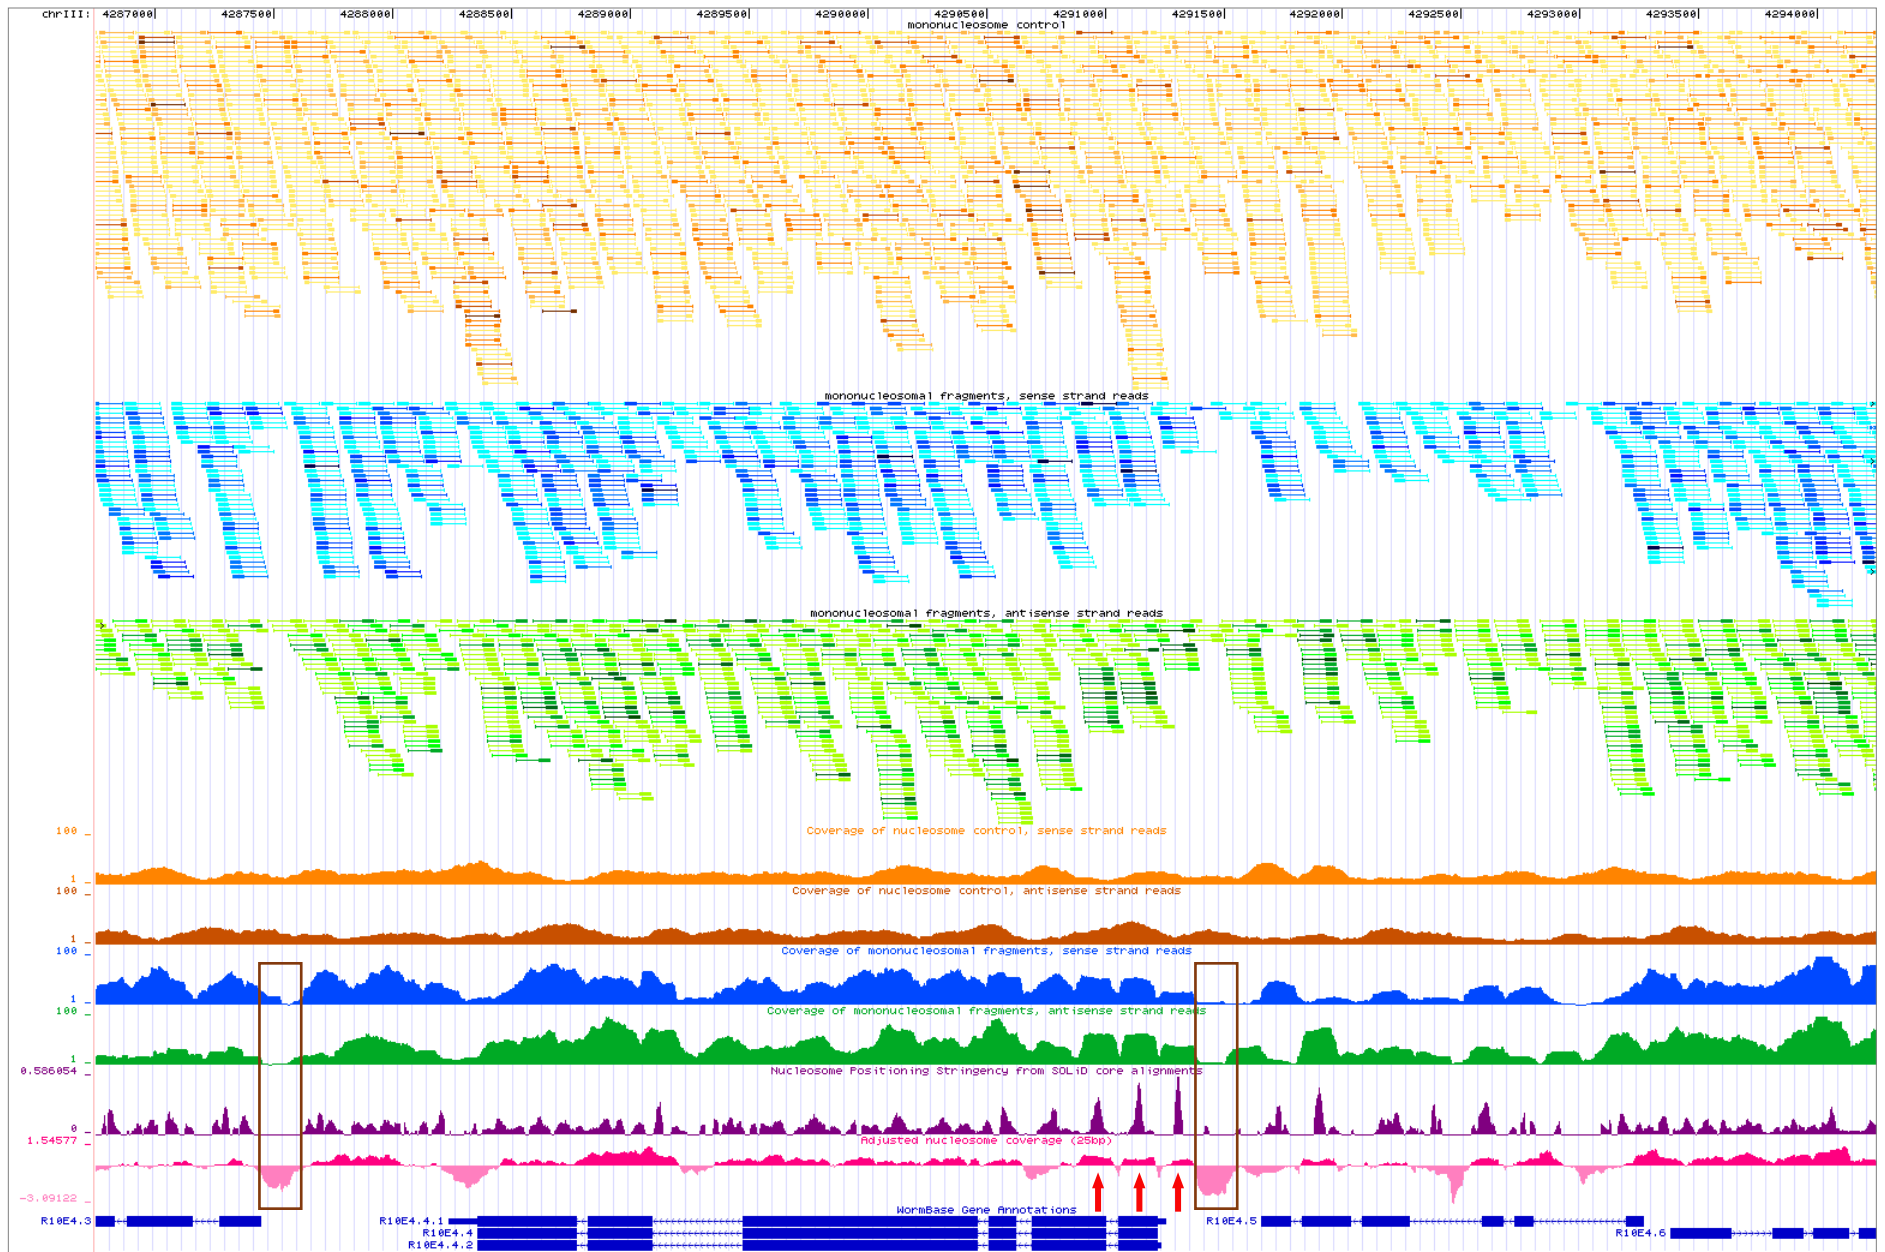 chrIII: 4287000 4287500 4288000 4288500 4289000 4289500 4290000 4290500 4291000 4291500 4292000 4292500 4293000 4293500 4294000
mononucleosome control
mononucleosomal fragments, sense strand reads
mononucleosomal fragments, antisense strand reads
100 _
Coverage of nucleosome control, sense strand reads
1 _
100 _
Coverage of nucleosome control, antisense strand reads
1 _
100 _
Coverage of mononucleosomal fragments, sense strand reads
1 _
100 _
Coverage of mononucleosomal fragments, antisense strand reads
1 _
0.586054 _
Nucleosome Positioning Stringency from SOLiD core alignments
0 _
1.54577 _
Adjusted nucleosome coverage (25bp)
-3.09122 _
WormBase Gene Annotations
R10E4.3 R10E4.4.1 R10E4.5
R10E4.4 R10E4.6
R10E4.4.2